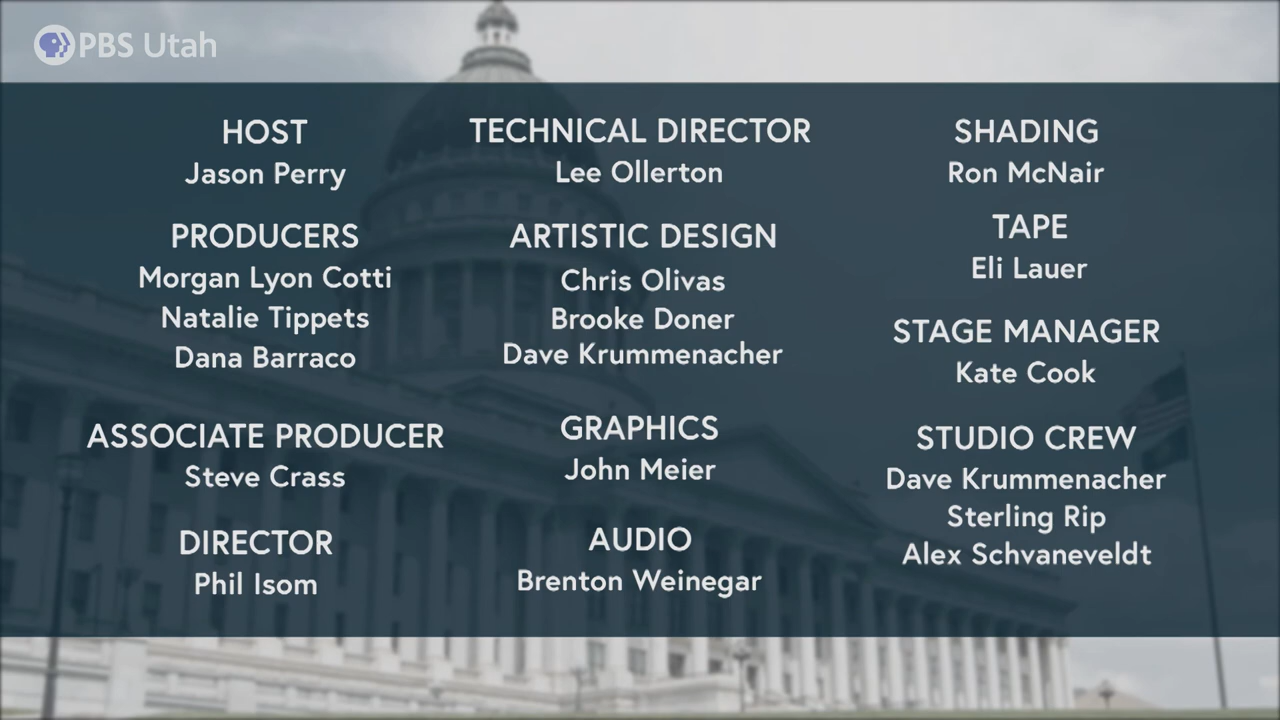 PBS Utah
HOST
Jason Perry
PRODUCERS
Morgan Lyon Cotti
Natalie Tippets
Dana Barraco
ASSOCIATE PRODUCER
Steve Crass
DIRECTOR
Phil Isom
TECHNICAL DIRECTOR
Lee Ollerton
ARTISTIC DESIGN
Chris Olivas
Brooke Doner
Dave Krummenacher
GRAPHICS
John Meier
AUDIO
Brenton Weinegar
SHADING
Ron McNair
TAPE
Eli Lauer
STAGE MANAGER
Kate Cook
STUDIO CREW
Dave Krummenacher
Sterling Rip
Alex Schvaneveldt